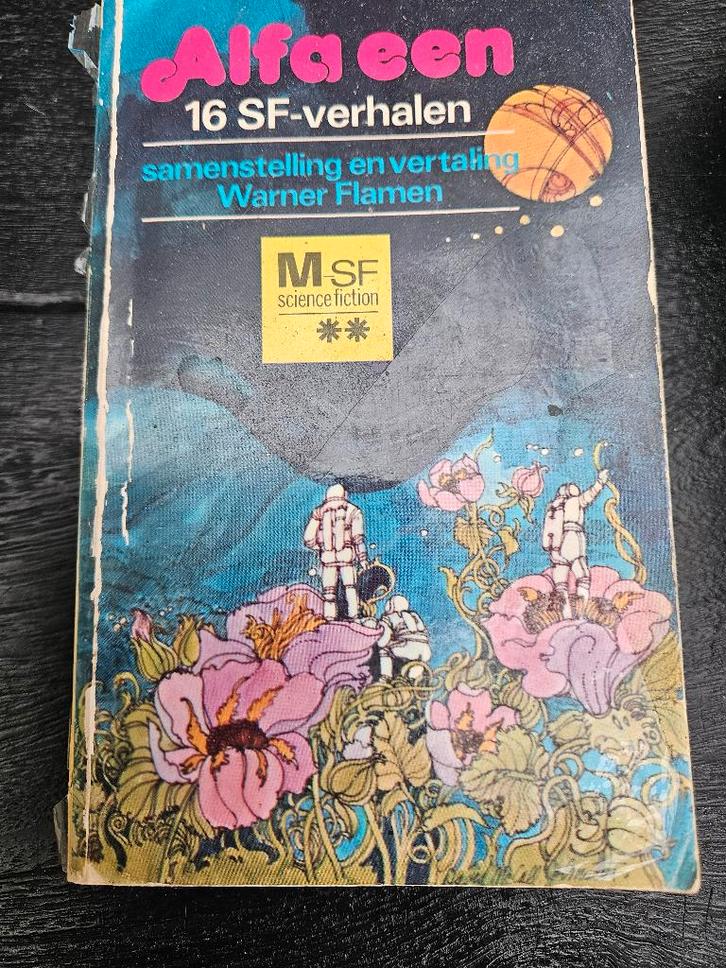 Alfa een
16 SF-verhalen
samenstelling en vertaling
Warner Flamen
M-SF
science fiction
**